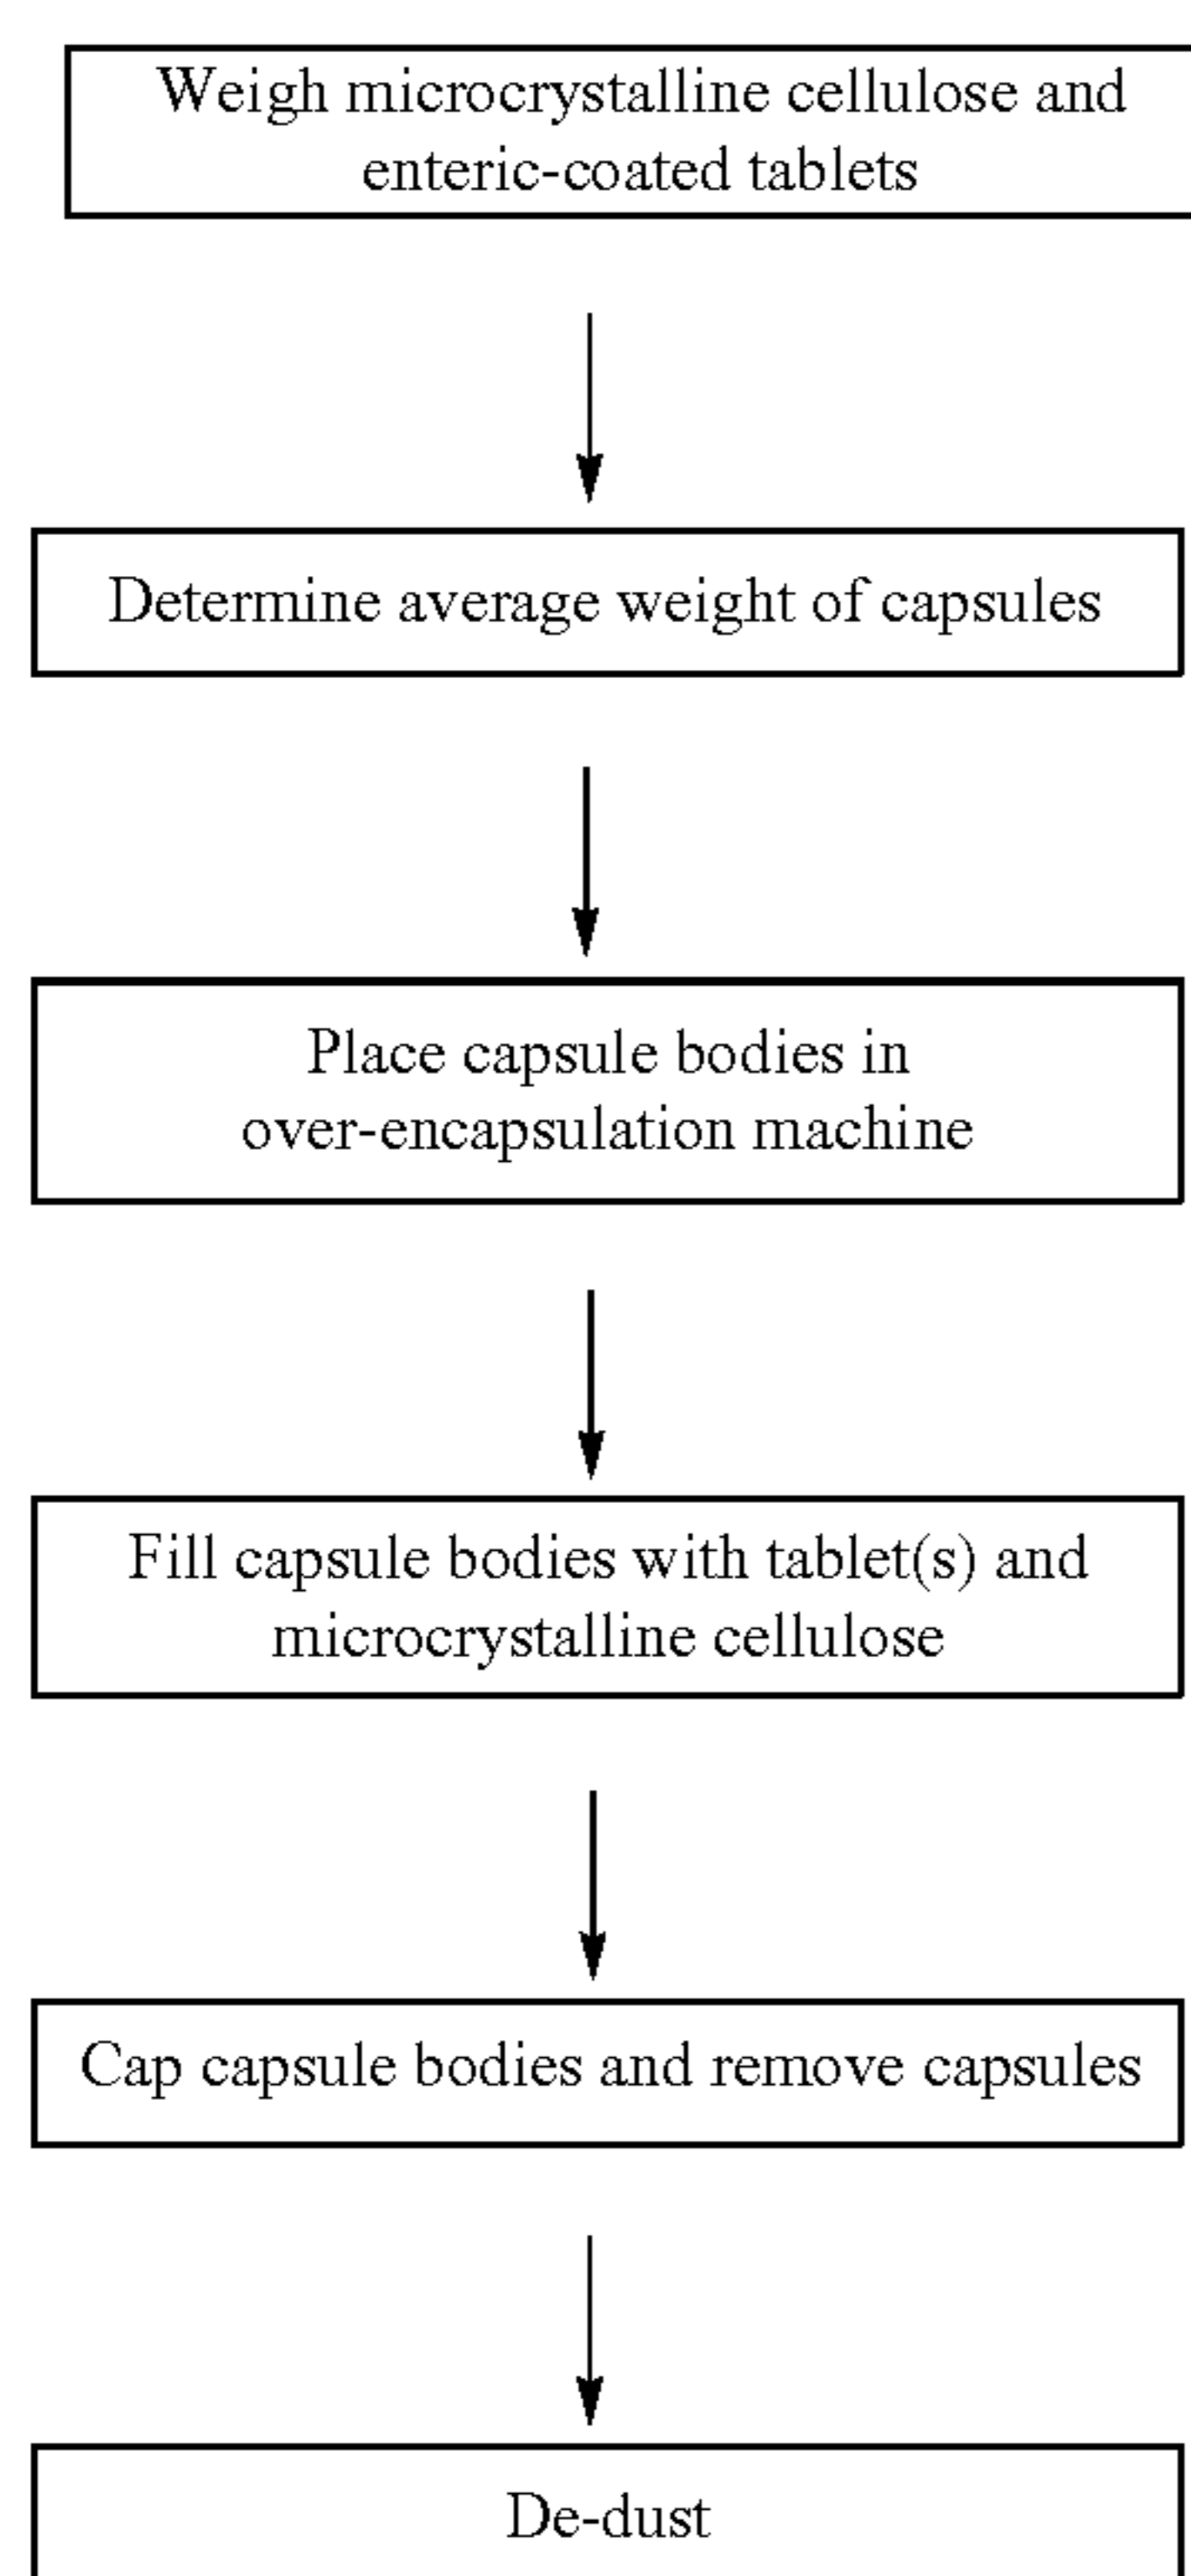 Weigh microcrystalline cellulose and
enteric-coated tablets
Determine average weight of capsules
Place capsule bodies in
over-encapsulation machine
Fill capsule bodies with tablet(s) and
microcrystalline cellulose
Cap capsule bodies and remove capsules
De-dust